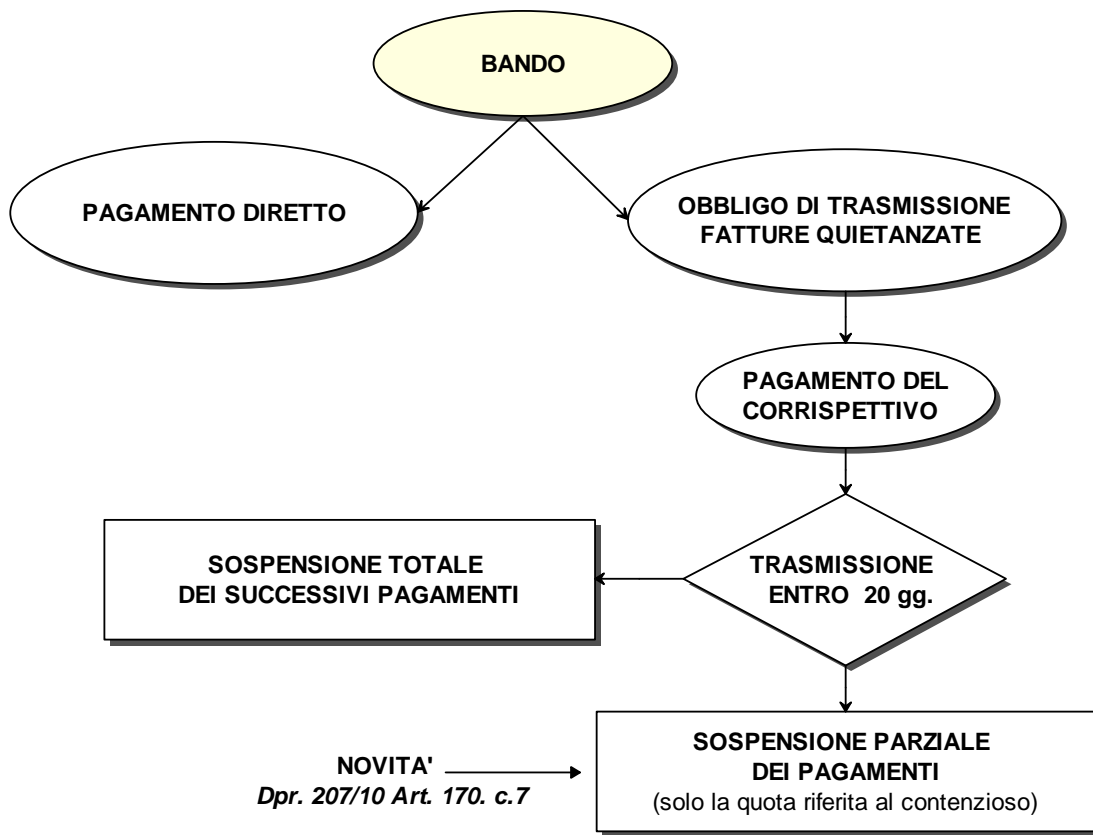 BANDO
PAGAMENTO DIRETTO
OBBLIGO DI TRASMISSIONE
FATTURE QUIETANZATE
PAGAMENTO DEL
CORRISPETTIVO
TRASMISSIONE
ENTRO 20 gg.
SOSPENSIONE TOTALE
DEI SUCCESSIVI PAGAMENTI
SOSPENSIONE PARZIALE
DEI PAGAMENTI
(solo la quota riferita al contenzioso)
NOVITA'
Dpr. 207/10 Art. 170. c.7